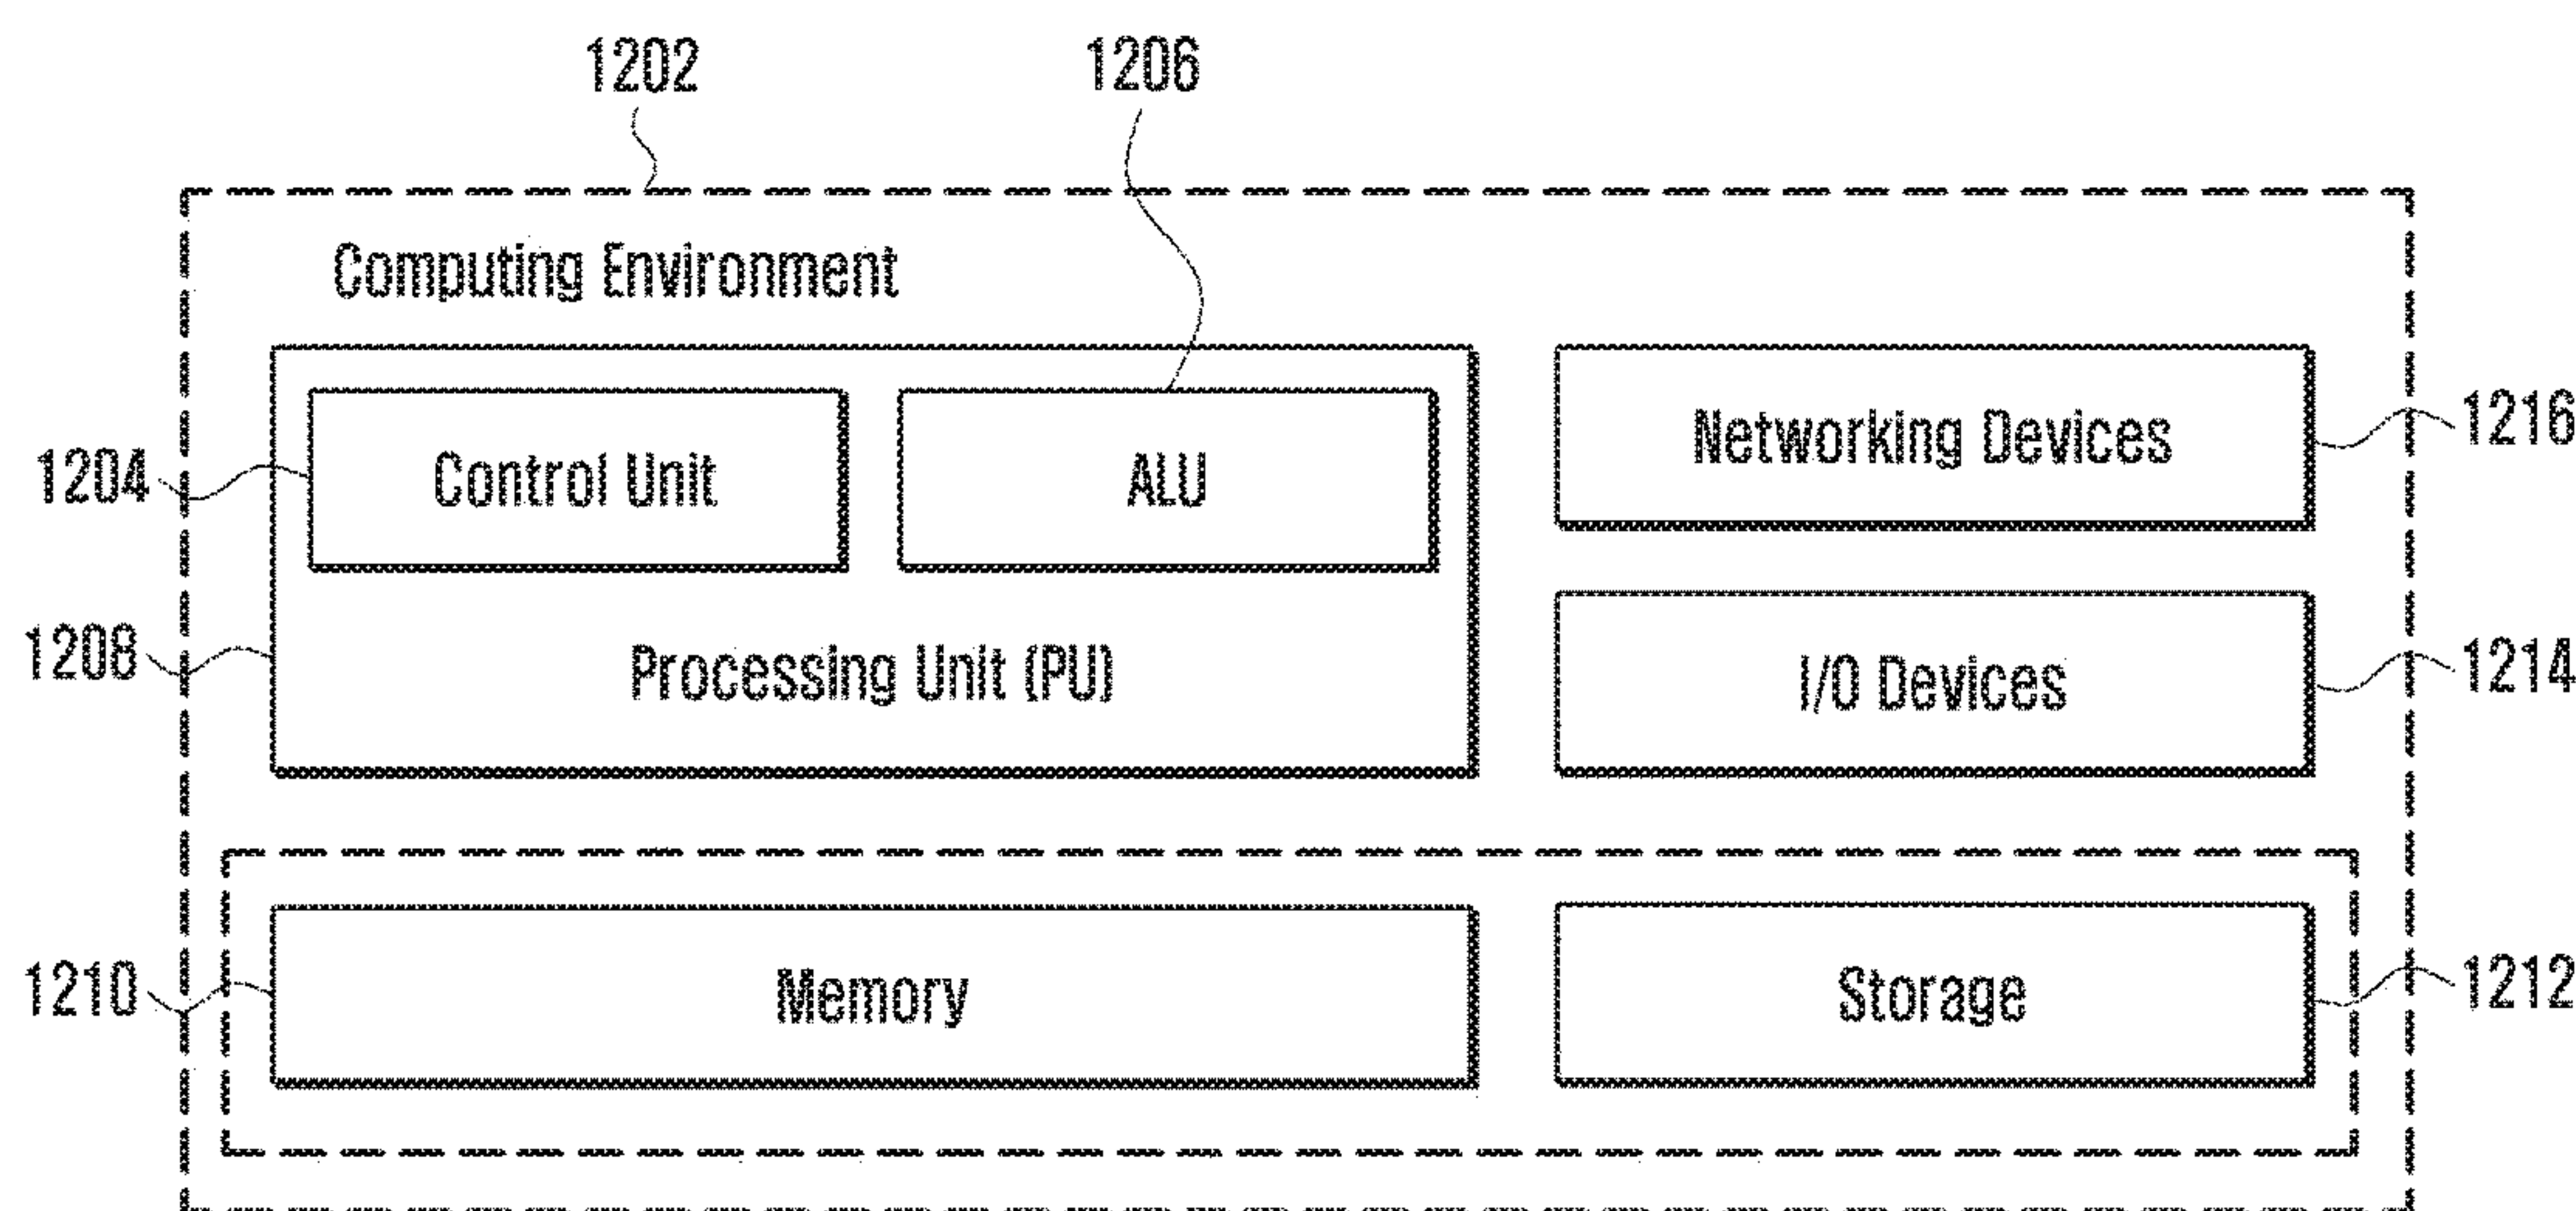 1202 1206
Computing Environment
Networking Devices 1216
1204 Control Unit ALU
1208 Processing Unit (PU) I/O Devices 1214
1210 Memory Storage 1212